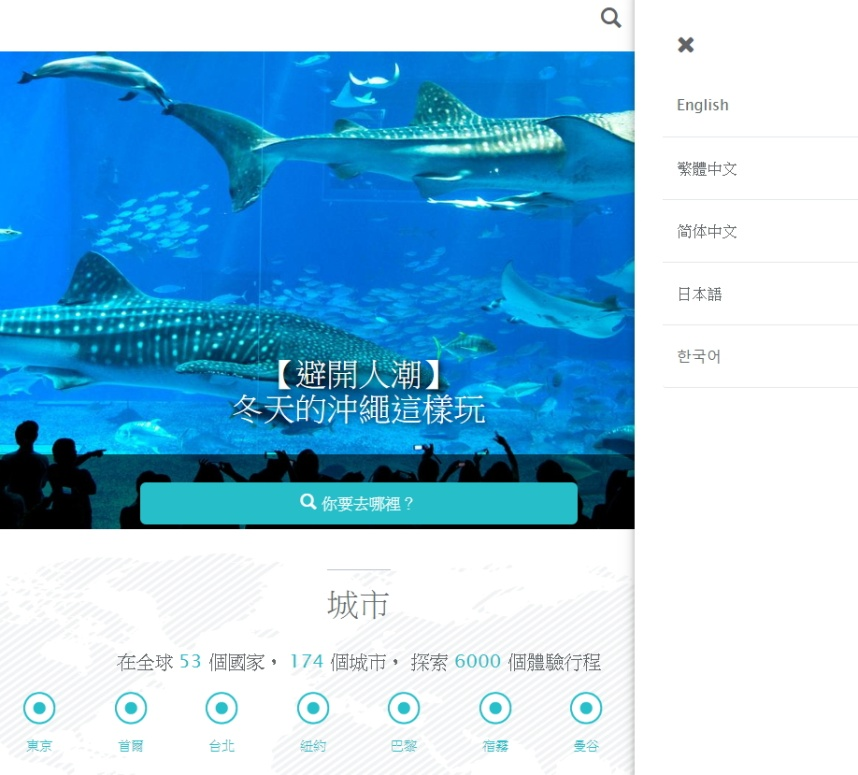 English
繁體中文
简体中文
日本語
한국어
【避開人潮】
冬天的沖繩這樣玩
你要去哪裡？
城市
在全球 53 個國家， 174 個城市， 探索 6000 個體驗行程
東京 首爾 台北 紐約 巴黎 宿霧 曼谷